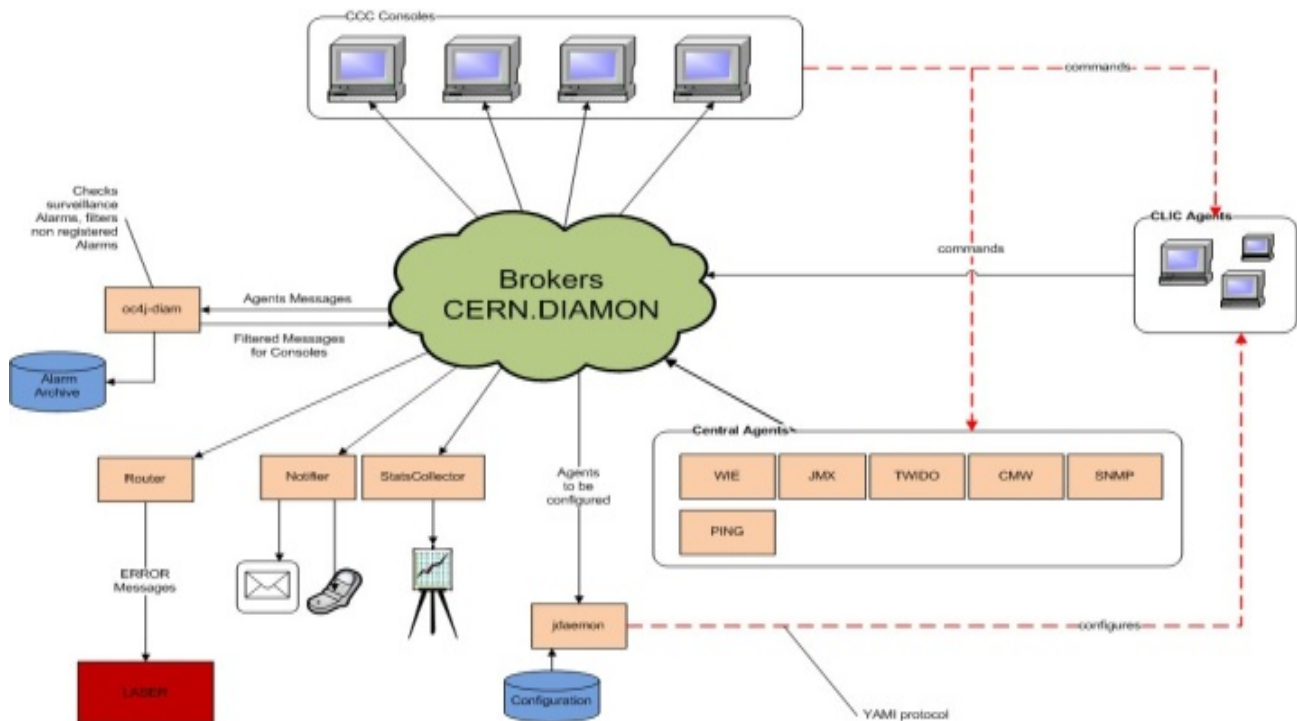 CCC Consoles
commands
Checks
surveillance
Alarms, filters
non registered
Alarms
CLIC Agents
commands
Brokers
CERN.DIAMON
oc4j-diam
Agents Messages
Filtered Messages
for Consoles
Alarm
Archive
Central Agents
Router
Notifier
StatsCollector
Agents
to be
configured
WIE
JMX
TWIDO
CMW
SNMP
PING
ERROR
Messages
jdaemon
configures
LASER
Configuration
YAMI protocol